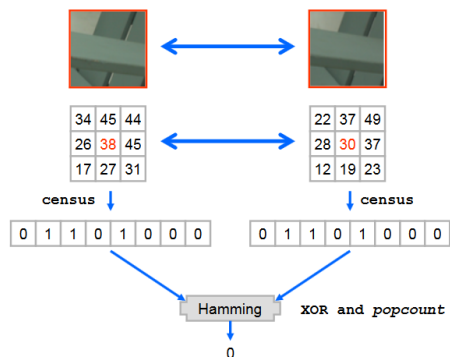 34 45 44 22 37 49
26 38 45 28 30 37
17 27 31 12 19 23
census census
0 1 1 0 1 0 0 0 0 1 1 0 1 0 0 0
Hamming XOR and popcount
0